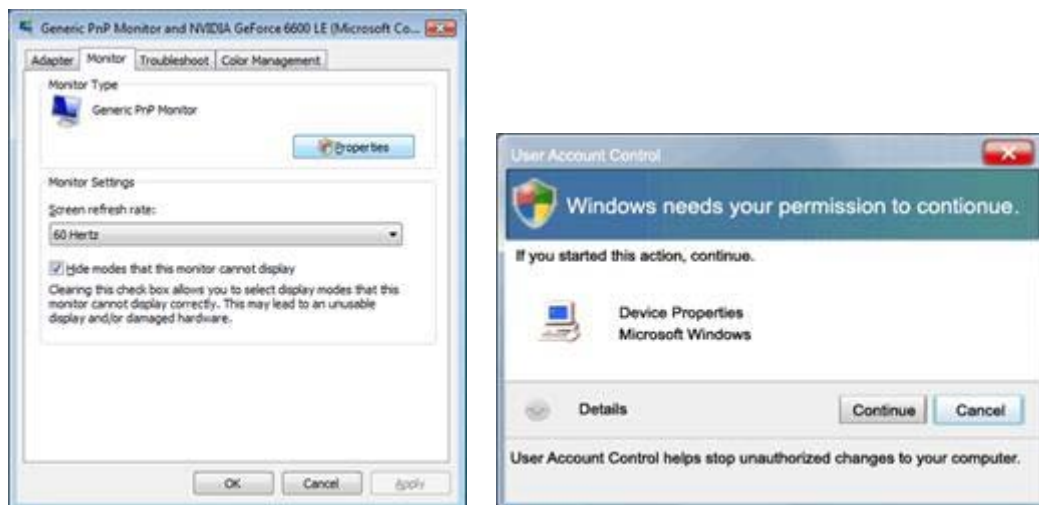 Generic PnP Monitor and NVIDIA GeForce 6600 LE (Microsoft Co...
Adapter Monitor Troubleshoot Color Management
Monitor Type
Generic PnP Monitor
Properties
Monitor Settings
Screen refresh rate:
60 Hertz
Hide modes that this monitor cannot display
Clearing this check box allows you to select display modes that this
monitor cannot display correctly. This may lead to an unusable
display and/or damaged hardware.
OK Cancel Apply
User Account Control
Windows needs your permission to contionue.
If you started this action, continue.
Device Properties
Microsoft Windows
Details Continue Cancel
User Account Control helps stop unauthorized changes to your computer.